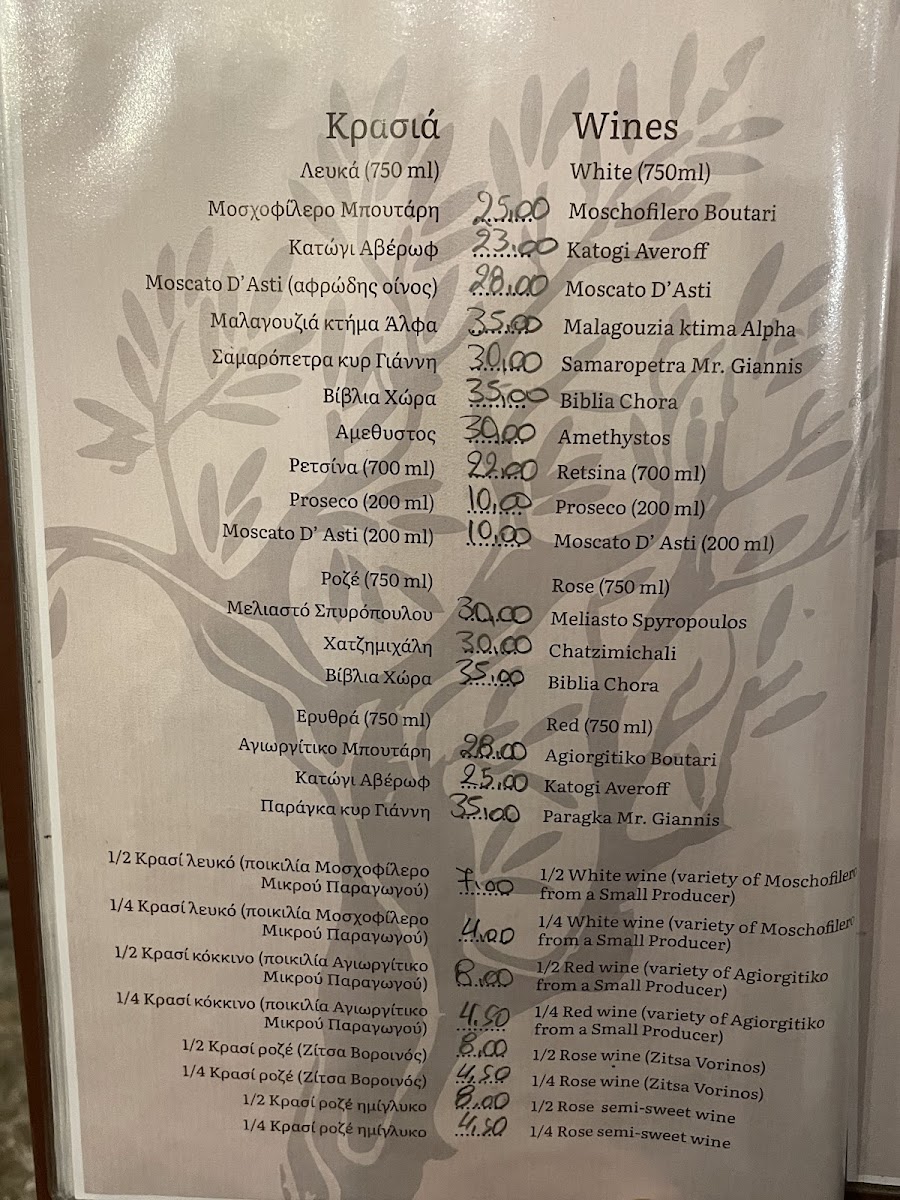 Κρασιά Wines
Λευκά (750 ml) White (750ml)
Μοσχοφίλερο Μπουτάρη 25,00 Moschofilero Boutari
Κατώγι Αβέρωφ 23,00 Katogi Averoff
Moscato D'Asti (αφρώδης οίνος) 28,00 Moscato D'Asti
Μαλαγουζιά κτήμα Άλφα 35,00 Malagouzia ktima Alpha
Σαμαρόπετρα κυρ Γιάννη 30,00 Samaropetra Mr. Giannis
Βίβλια Χώρα 35,00 Biblia Chora
Αμεθυστος 30,00 Amethystos
Ρετσίνα (700 ml) 22,00 Retsina (700 ml)
Proseco (200 ml) 10,00 Proseco (200 ml)
Moscato D' Asti (200 ml) 10,00 Moscato D' Asti (200 ml)
Ροζέ (750 ml) Rose (750 ml)
Μελιαστό Σπυρόπουλου 30,00 Meliasto Spyropoulos
Χατζημιχάλη 30,00 Chatzimichali
Βίβλια Χώρα 35,00 Biblia Chora
Ερυθρά (750 ml) Red (750 ml)
Αγιωργίτικο Μπουτάρη 28,00 Agiorgitiko Boutari
Κατώγι Αβέρωφ 25,00 Katogi Averoff
Παράγκα κυρ Γιάννη 35,00 Paragka Mr. Giannis
1/2 Κρασί λευκό (ποικιλία Μοσχοφίλερο 7,00 1/2 White wine (variety of Moschofilero
Μικρού Παραγωγού) from a Small Producer)
1/4 Κρασί λευκό (ποικιλία Μοσχοφίλερο 4,00 1/4 White wine (variety of Moschofilero
Μικρού Παραγωγού) from a Small Producer)
1/2 Κρασί κόκκινο (ποικιλία Αγιωργίτικο 8,00 1/2 Red wine (variety of Agiorgitiko
Μικρού Παραγωγού) from a Small Producer)
1/4 Κρασί κόκκινο (ποικιλία Αγιωργίτικο 4,50 1/4 Red wine (variety of Agiorgitiko
Μικρού Παραγωγού) from a Small Producer)
1/2 Κρασί ροζέ (Ζίτσα Βοροινός) 8,00 1/2 Rose wine (Zitsa Vorinos)
1/4 Κρασί ροζέ (Ζίτσα Βοροινός) 4,50 1/4 Rose wine (Zitsa Vorinos)
1/2 Κρασί ροζέ ημίγλυκο 8,00 1/2 Rose semi-sweet wine
1/4 Κρασί ροζέ ημίγλυκο 4,50 1/4 Rose semi-sweet wine